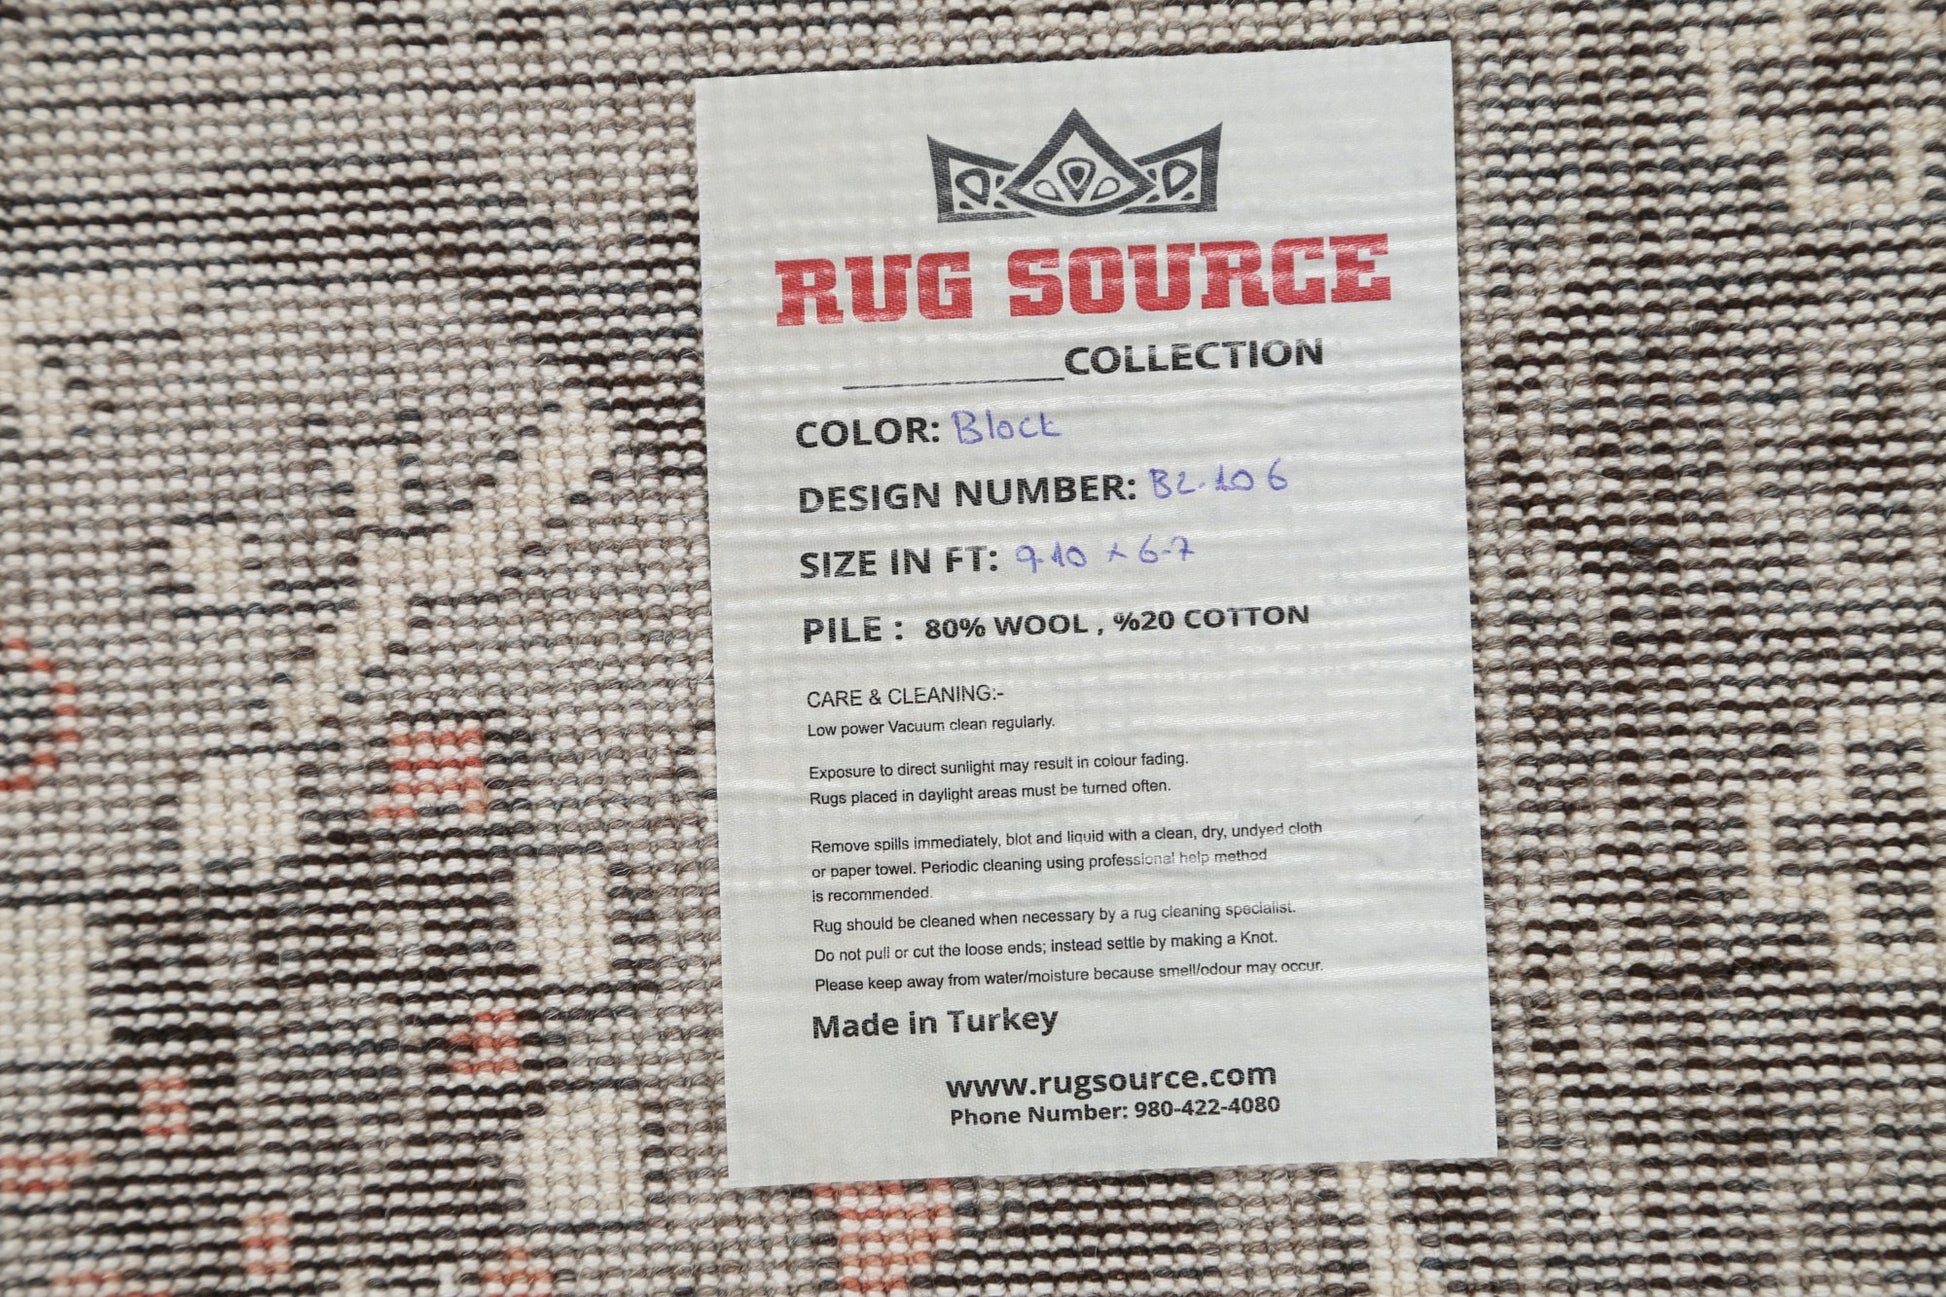 RUG SOURCE
__________COLLECTION
COLOR: Black
DESIGN NUMBER: BL-106
SIZE IN FT: 9-10 x 6-7
PILE : 80% WOOL , %20 COTTON
CARE & CLEANING:-
Low power Vacuum clean regularly.
Exposure to direct sunlight may result in colour fading.
Rugs placed in daylight areas must be turned often.
Remove spills immediately, blot and liquid with a clean, dry, undyed cloth
or paper towel. Periodic cleaning using professional help method
is recommended.
Rug should be cleaned when necessary by a rug cleaning specialist.
Do not pull or cut the loose ends; instead settle by making a Knot.
Please keep away from water/moisture because smell/odour may occur.
Made in Turkey
www.rugsource.com
Phone Number: 980-422-4080